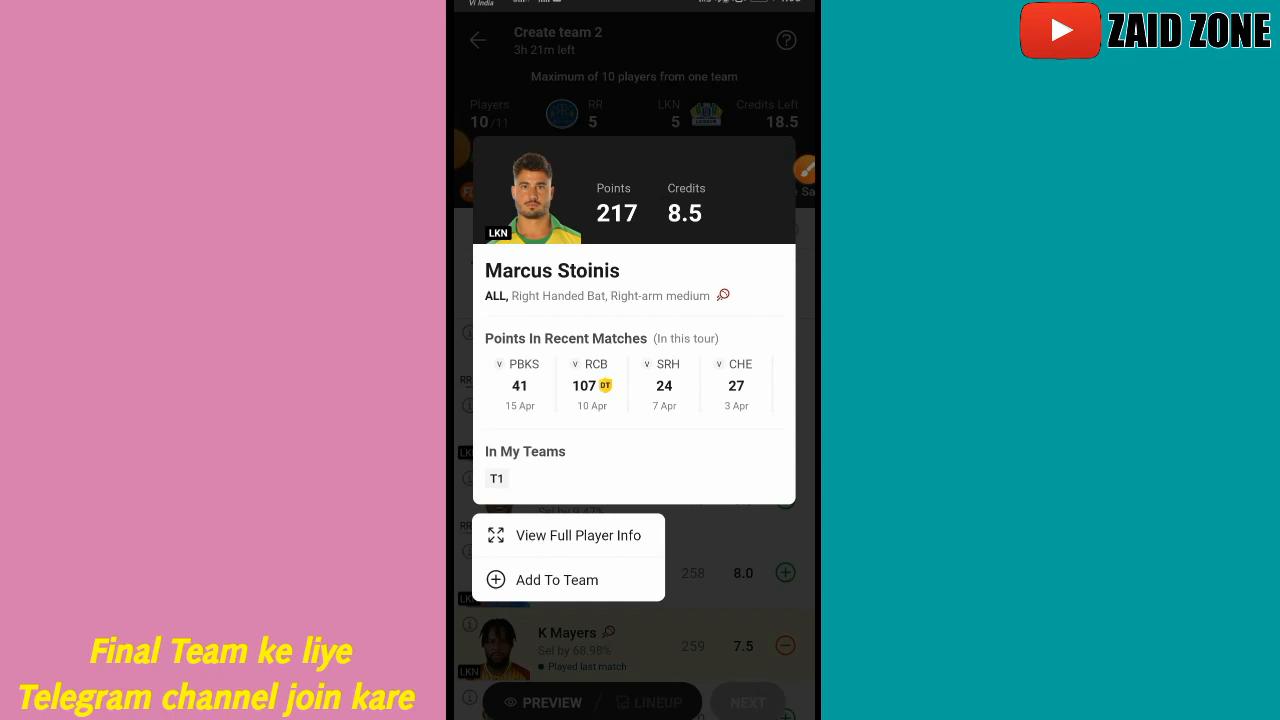 ZAID ZONE
Vi India
Create team 2
3h 21m left
Maximum of 10 players from one team
Players
10/11
RR
5
LKN
5
Credits Left
18.5
Points
217
Credits
8.5
LKN
Marcus Stoinis
ALL, Right Handed Bat, Right-arm medium
Points In Recent Matches (In this tour)
V PBKS
41
15 Apr
V RCB
107 DT
10 Apr
V SRH
24
7 Apr
V CHE
27
3 Apr
In My Teams
T1
View Full Player Info
Add To Team
258 8.0
K Mayers
Sel by 68.98%
259 7.5
Played last match
LKN
PREVIEW / LINEUP NEXT
Final Team ke liye
Telegram channel join kare